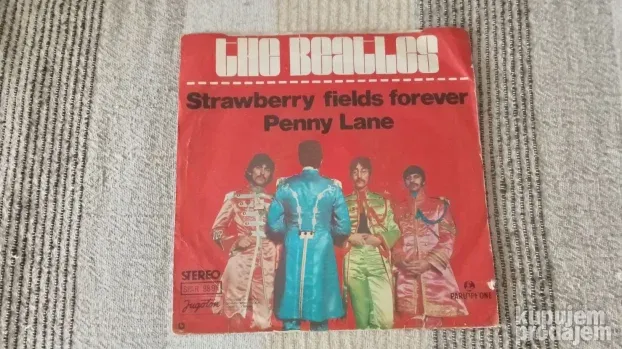 the Beatles
Strawberry fields forever
Penny Lane
STEREO
Jugoton
PARLOPHONE
kupujem
prodajem